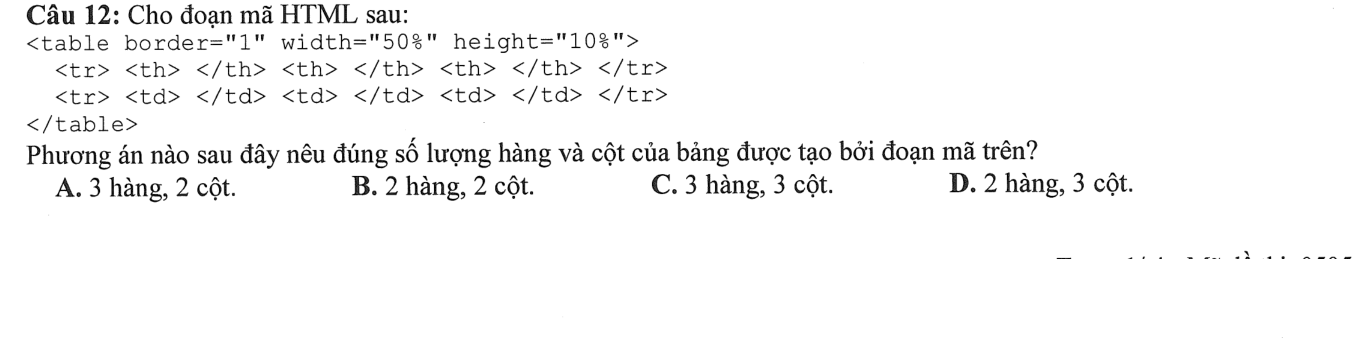 Câu 12: Cho đoạn mã HTML sau:
<table border="1" width="50%" height="10%">
<tr> <th> </th> <th> </th> <th> </th> </tr>
<tr> <td> </td> <td> </td> <td> </td> </tr>
</table>
Phương án nào sau đây nêu đúng số lượng hàng và cột của bảng được tạo bởi đoạn mã trên?
A. 3 hàng, 2 cột. B. 2 hàng, 2 cột. C. 3 hàng, 3 cột. D. 2 hàng, 3 cột.